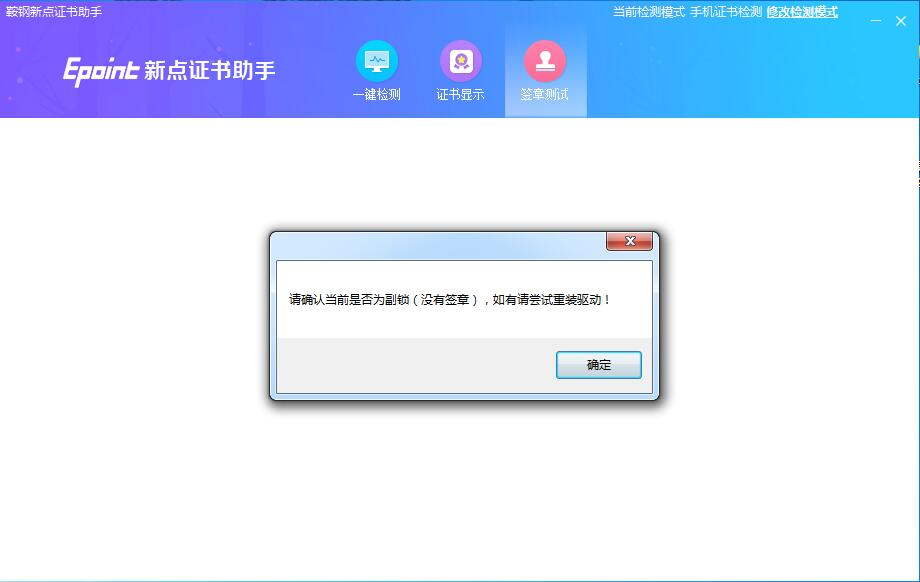 鞍钢新点证书助手
当前检测模式 手机证书检测 修改检测模式
Epoint 新点证书助手
一键检测
证书显示
签章测试
请确认当前是否为副锁（没有签章），如有请尝试重装驱动！
确定